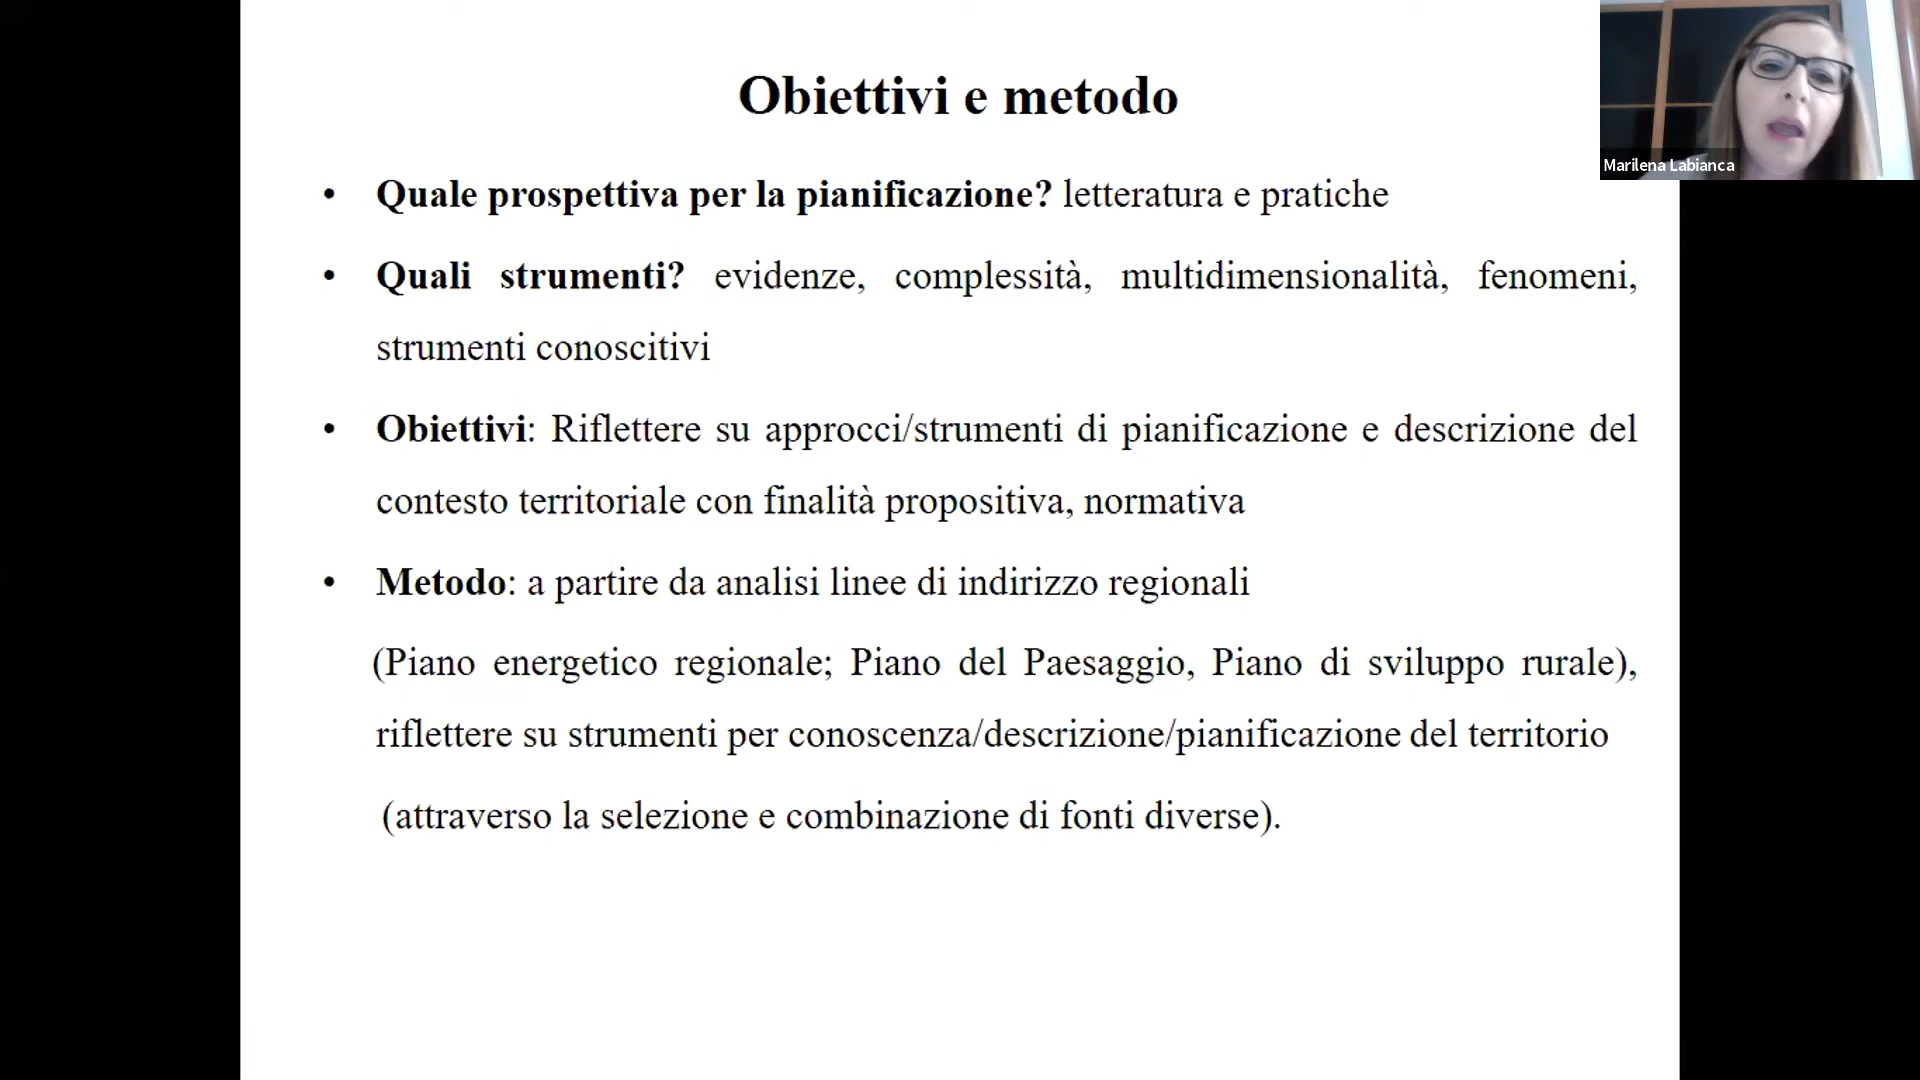 Obiettivi e metodo
Marilena Labianca
• Quale prospettiva per la pianificazione? letteratura e pratiche
• Quali strumenti? evidenze, complessità, multidimensionalità, fenomeni,
strumenti conoscitivi
• Obiettivi: Riflettere su approcci/strumenti di pianificazione e descrizione del
contesto territoriale con finalità propositiva, normativa
• Metodo: a partire da analisi linee di indirizzo regionali
(Piano energetico regionale; Piano del Paesaggio, Piano di sviluppo rurale),
riflettere su strumenti per conoscenza/descrizione/pianificazione del territorio
(attraverso la selezione e combinazione di fonti diverse).